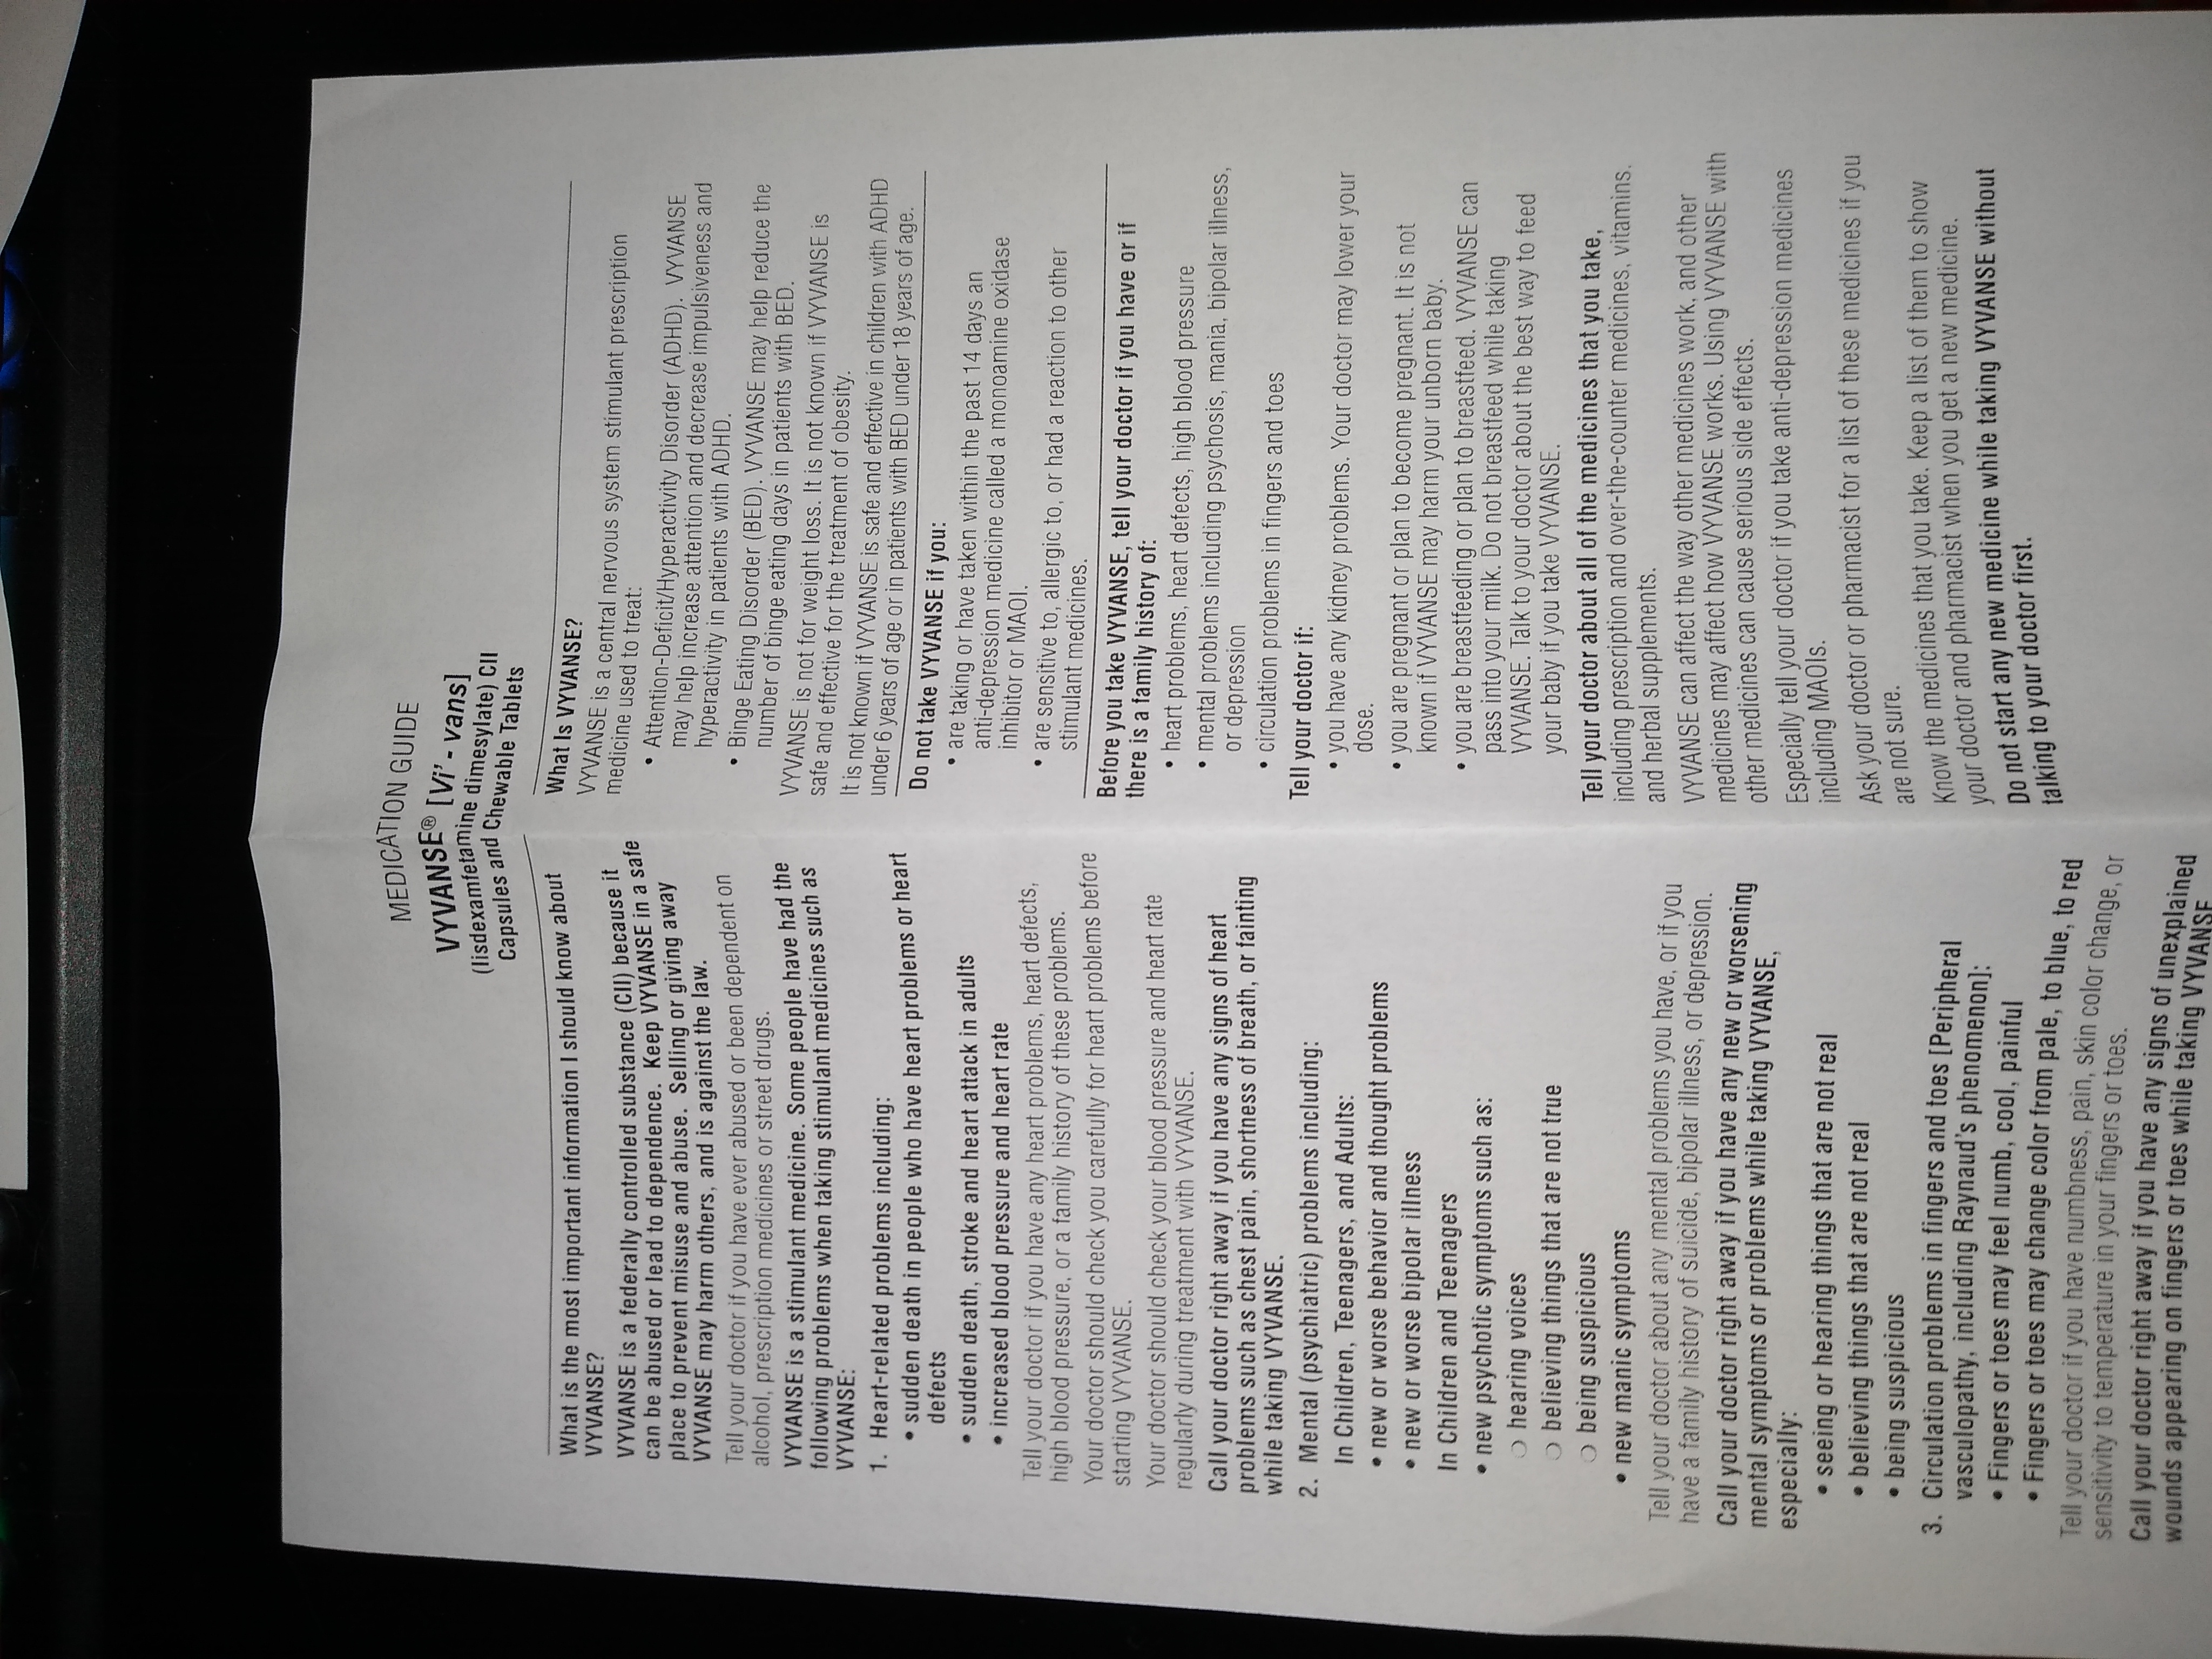 MEDICATION GUIDE
VYVANSE® [Vi’ - vans]
(lisdexamfetamine dimesylate) CII
Capsules and Chewable Tablets
What is the most important information I should know about
VYVANSE?
VYVANSE is a federally controlled substance (CII) because it
can be abused or lead to dependence. Keep VYVANSE in a safe
place to prevent misuse and abuse. Selling or giving away
VYVANSE may harm others, and is against the law.
Tell your doctor if you have ever abused or been dependent on
alcohol, prescription medicines or street drugs.
VYVANSE is a stimulant medicine. Some people have had the
following problems when taking stimulant medicines such as
VYVANSE:
1. Heart-related problems including:
• sudden death in people who have heart problems or heart
defects
• sudden death, stroke and heart attack in adults
• increased blood pressure and heart rate
Tell your doctor if you have any heart problems, heart defects,
high blood pressure, or a family history of these problems.
Your doctor should check you carefully for heart problems before
starting VYVANSE.
Your doctor should check your blood pressure and heart rate
regularly during treatment with VYVANSE.
Call your doctor right away if you have any signs of heart
problems such as chest pain, shortness of breath, or fainting
while taking VYVANSE.
2. Mental (psychiatric) problems including:
In Children, Teenagers, and Adults:
• new or worse behavior and thought problems
• new or worse bipolar illness
In Children and Teenagers
• new psychotic symptoms such as:
○ hearing voices
○ believing things that are not true
○ being suspicious
• new manic symptoms
Tell your doctor about any mental problems you have, or if you
have a family history of suicide, bipolar illness, or depression.
Call your doctor right away if you have any new or worsening
mental symptoms or problems while taking VYVANSE,
especially:
• seeing or hearing things that are not real
• believing things that are not real
• being suspicious
3. Circulation problems in fingers and toes [Peripheral
vasculopathy, including Raynaud's phenomenon]:
• Fingers or toes may feel numb, cool, painful
• Fingers or toes may change color from pale, to blue, to red
Tell your doctor if you have numbness, pain, skin color change, or
sensitivity to temperature in your fingers or toes.
Call your doctor right away if you have any signs of unexplained
wounds appearing on fingers or toes while taking VYVANSE
What Is VYVANSE?
VYVANSE is a central nervous system stimulant prescription
medicine used to treat:
• Attention-Deficit/Hyperactivity Disorder (ADHD). VYVANSE
may help increase attention and decrease impulsiveness and
hyperactivity in patients with ADHD.
• Binge Eating Disorder (BED). VYVANSE may help reduce the
number of binge eating days in patients with BED.
VYVANSE is not for weight loss. It is not known if VYVANSE is
safe and effective for the treatment of obesity.
It is not known if VYVANSE is safe and effective in children with ADHD
under 6 years of age or in patients with BED under 18 years of age.
Do not take VYVANSE if you:
• are taking or have taken within the past 14 days an
anti-depression medicine called a monoamine oxidase
inhibitor or MAOI.
• are sensitive to, allergic to, or had a reaction to other
stimulant medicines.
Before you take VYVANSE, tell your doctor if you have or if
there is a family history of:
• heart problems, heart defects, high blood pressure
• mental problems including psychosis, mania, bipolar illness,
or depression
• circulation problems in fingers and toes
Tell your doctor if:
• you have any kidney problems. Your doctor may lower your
dose.
• you are pregnant or plan to become pregnant. It is not
known if VYVANSE may harm your unborn baby.
• you are breastfeeding or plan to breastfeed. VYVANSE can
pass into your milk. Do not breastfeed while taking
VYVANSE. Talk to your doctor about the best way to feed
your baby if you take VYVANSE.
Tell your doctor about all of the medicines that you take,
including prescription and over-the-counter medicines, vitamins,
and herbal supplements.
VYVANSE can affect the way other medicines work, and other
medicines may affect how VYVANSE works. Using VYVANSE with
other medicines can cause serious side effects.
Especially tell your doctor if you take anti-depression medicines
including MAOIs.
Ask your doctor or pharmacist for a list of these medicines if you
are not sure.
Know the medicines that you take. Keep a list of them to show
your doctor and pharmacist when you get a new medicine.
Do not start any new medicine while taking VYVANSE without
talking to your doctor first.